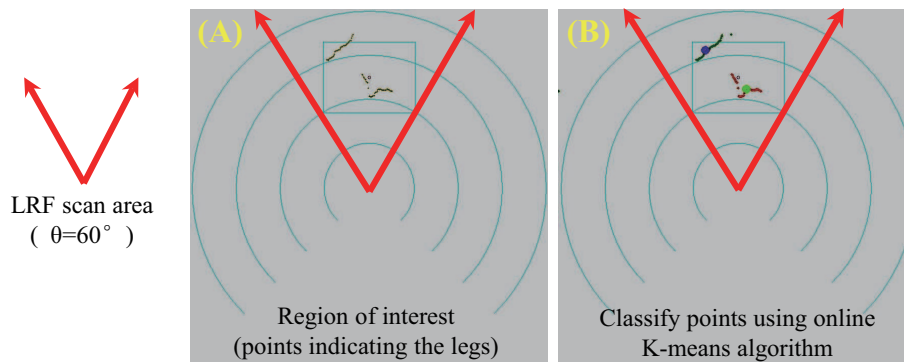 (A)
(B)
LRF scan area
( θ=60° )
Region of interest
(points indicating the legs)
Classify points using online
K-means algorithm